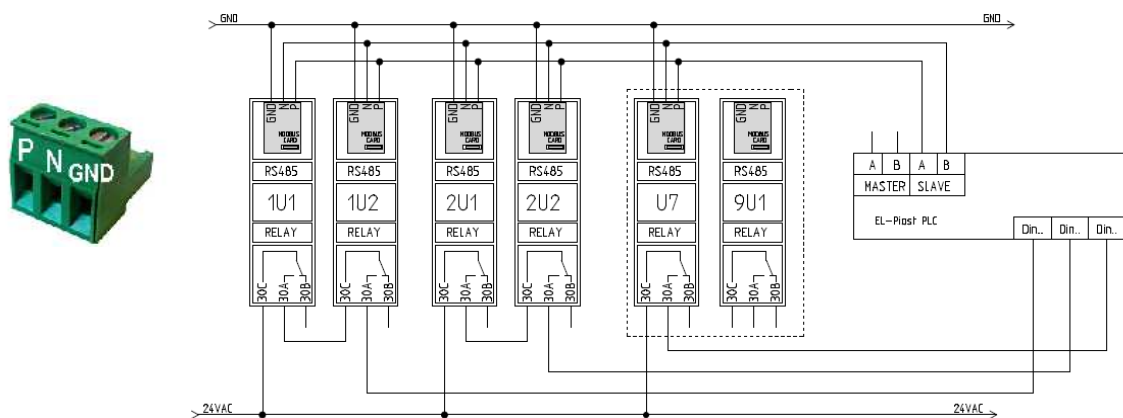 GND GND
P N GND
GND N P GND N P GND N P GND N P GND N P GND N P
MODBUS CARD MODBUS CARD MODBUS CARD MODBUS CARD MODBUS CARD MODBUS CARD
A B A B
RS485 RS485 RS485 RS485 RS485 RS485
MASTER SLAVE
1U1 1U2 2U1 2U2 U7 9U1
EL-Piast PLC
RELAY RELAY RELAY RELAY RELAY RELAY
Din.. Din.. Din..
30C 30A 30B 30C 30A 30B 30C 30A 30B 30C 30A 30B 30C 30A 30B 30C 30A 30B
24VAC 24VAC